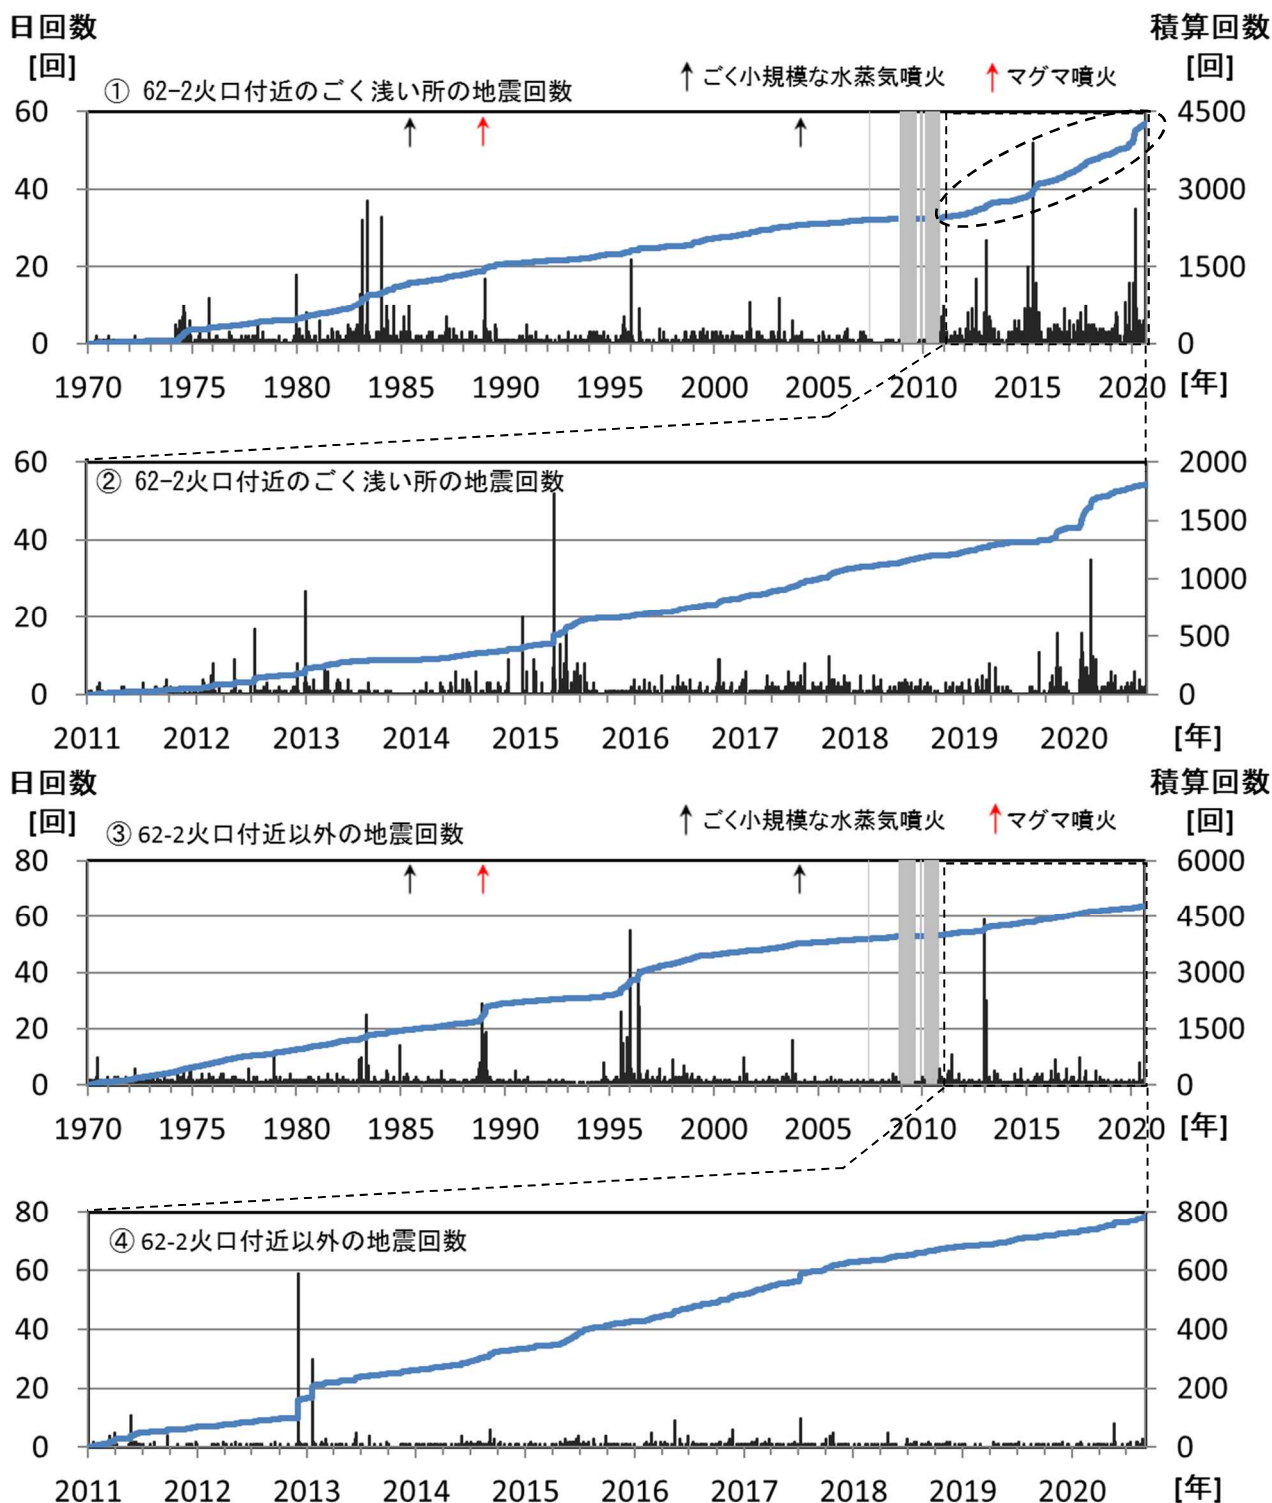 日回数
[回]
積算回数
[回]
① 62-2火口付近のごく浅い所の地震回数
↑ごく小規模な水蒸気噴火
↑マグマ噴火
60
40
20
0
4500
3000
1500
0
1970 1975 1980 1985 1990 1995 2000 2005 2010 2015 2020 [年]
② 62-2火口付近のごく浅い所の地震回数
60
40
20
0
2000
1500
1000
500
0
2011 2012 2013 2014 2015 2016 2017 2018 2019 2020 [年]
日回数
[回]
積算回数
[回]
③ 62-2火口付近以外の地震回数
↑ごく小規模な水蒸気噴火
↑マグマ噴火
80
60
40
20
0
6000
4500
3000
1500
0
1970 1975 1980 1985 1990 1995 2000 2005 2010 2015 2020 [年]
④ 62-2火口付近以外の地震回数
80
60
40
20
0
800
600
400
200
0
2011 2012 2013 2014 2015 2016 2017 2018 2019 2020 [年]